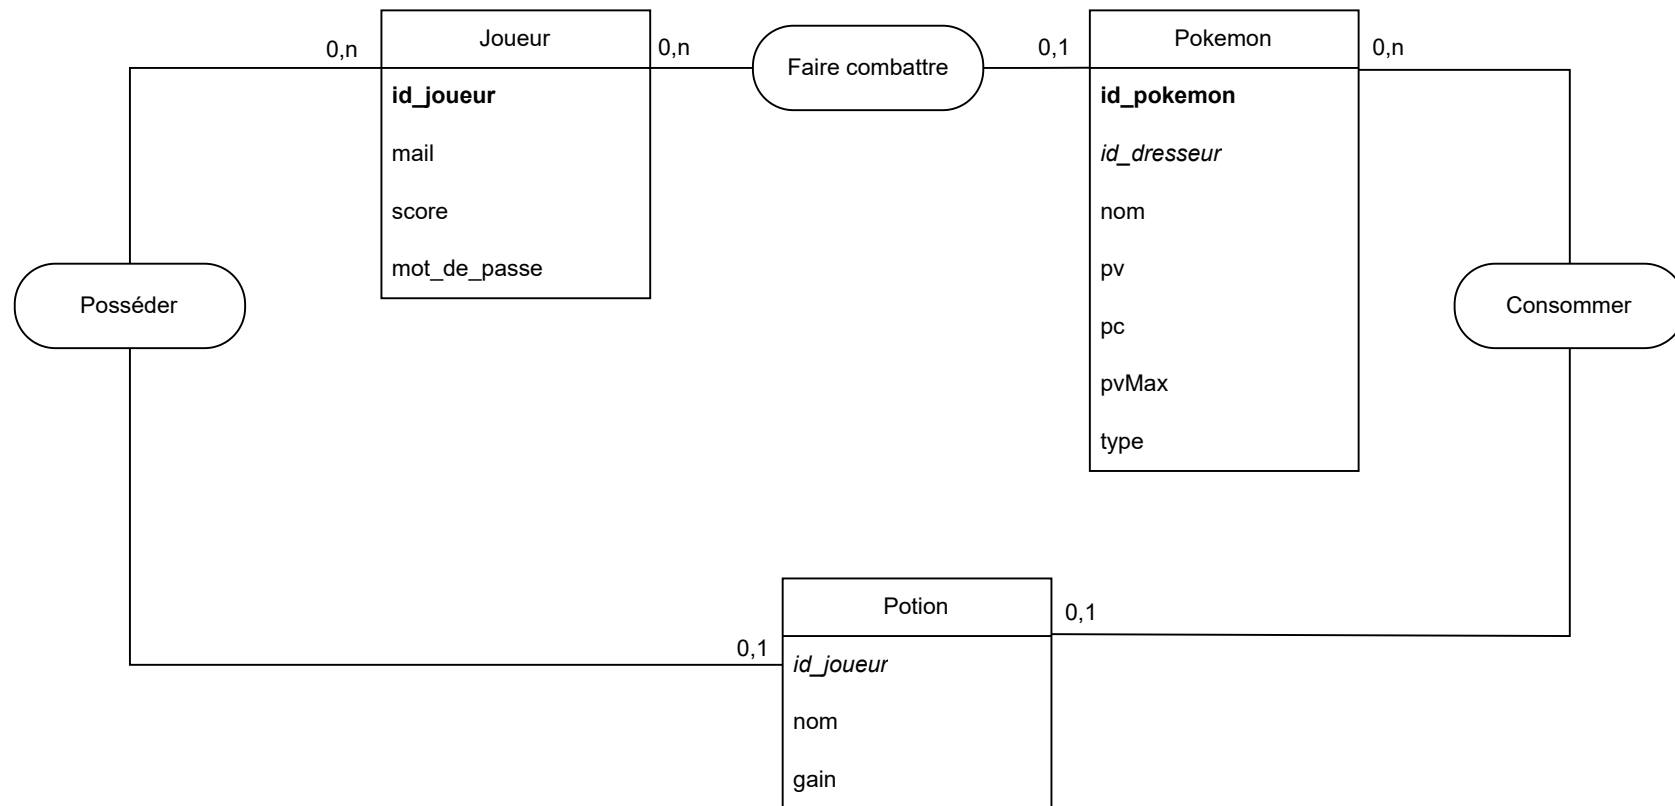 0,n
Joueur
0,n
Faire combattre
0,1
Pokemon
0,n
id_joueur
mail
score
mot_de_passe
id_pokemon
id_dresseur
nom
pv
pc
pvMax
type
Posséder
Consommer
Potion
0,1
0,1
id_joueur
nom
gain